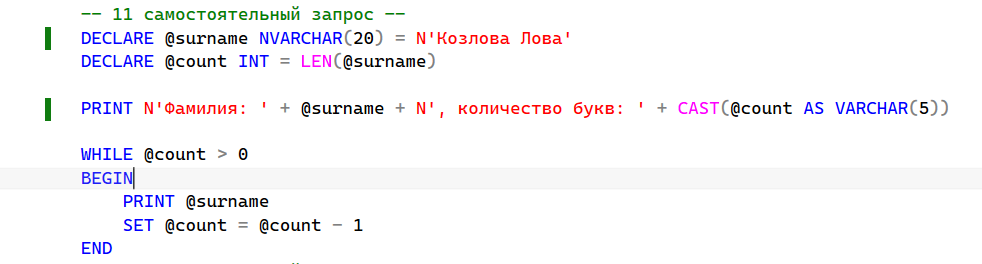 -- 11 самостоятельный запрос --
DECLARE @surname NVARCHAR(20) = N'Козлова Лова'
DECLARE @count INT = LEN(@surname)
PRINT N'Фамилия: ' + @surname + N', количество букв: ' + CAST(@count AS VARCHAR(5))
WHILE @count > 0
BEGIN
PRINT @surname
SET @count = @count - 1
END